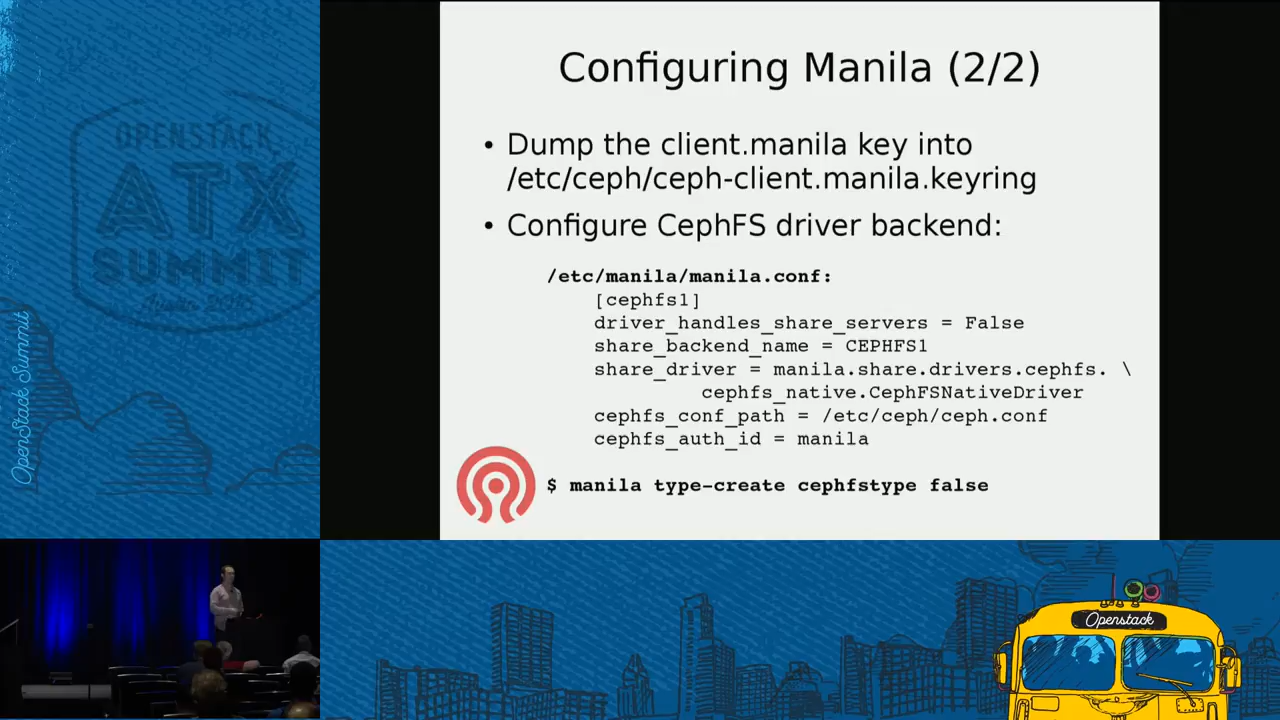 Configuring Manila (2/2)
• Dump the client.manila key into
/etc/ceph/ceph-client.manila.keyring
• Configure CephFS driver backend:
/etc/manila/manila.conf:
[cephfs1]
driver_handles_share_servers = False
share_backend_name = CEPHFS1
share_driver = manila.share.drivers.cephfs. \
cephfs_native.CephFSNativeDriver
cephfs_conf_path = /etc/ceph/ceph.conf
cephfs_auth_id = manila
$ manila type-create cephfstype false
OPENSTACK
ATX
SUMMIT
OpenStack Summit
Openstack